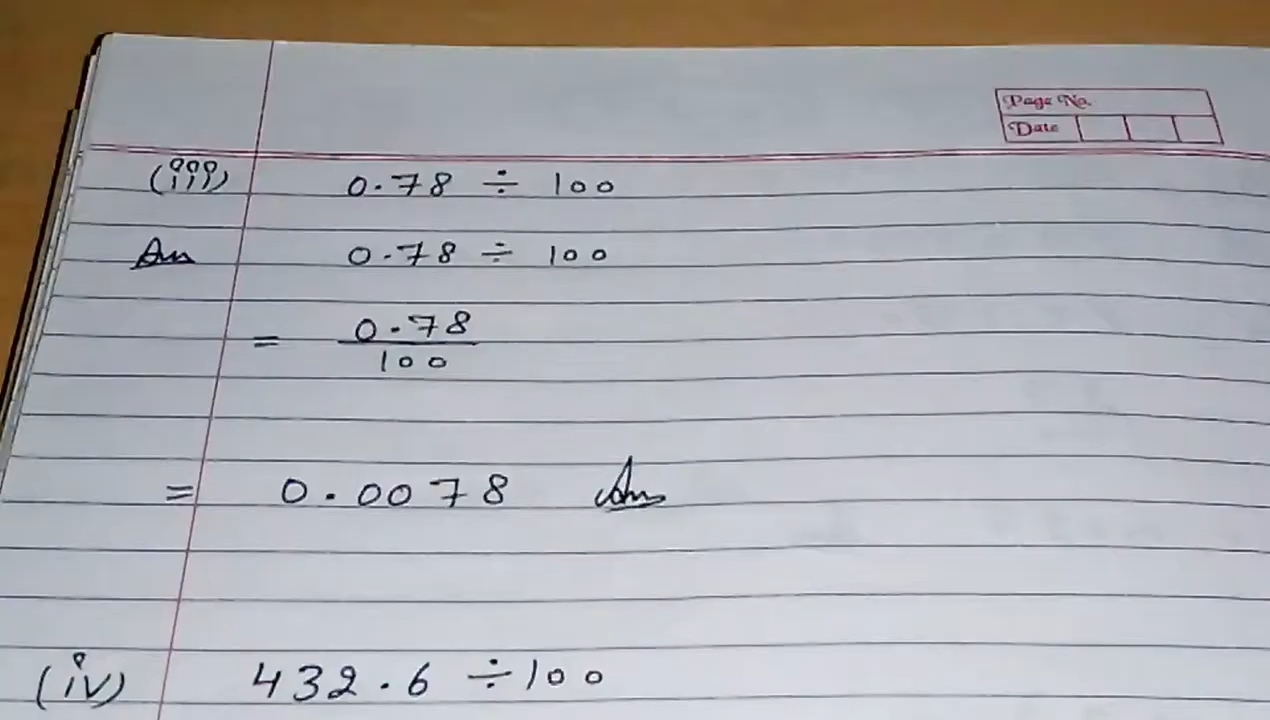 Page No.
Date
(iii) 0.78 ÷ 100
An 0.78 ÷ 100
= 0.78
100
= 0.0078 Ans
(iv) 432.6 ÷ 100